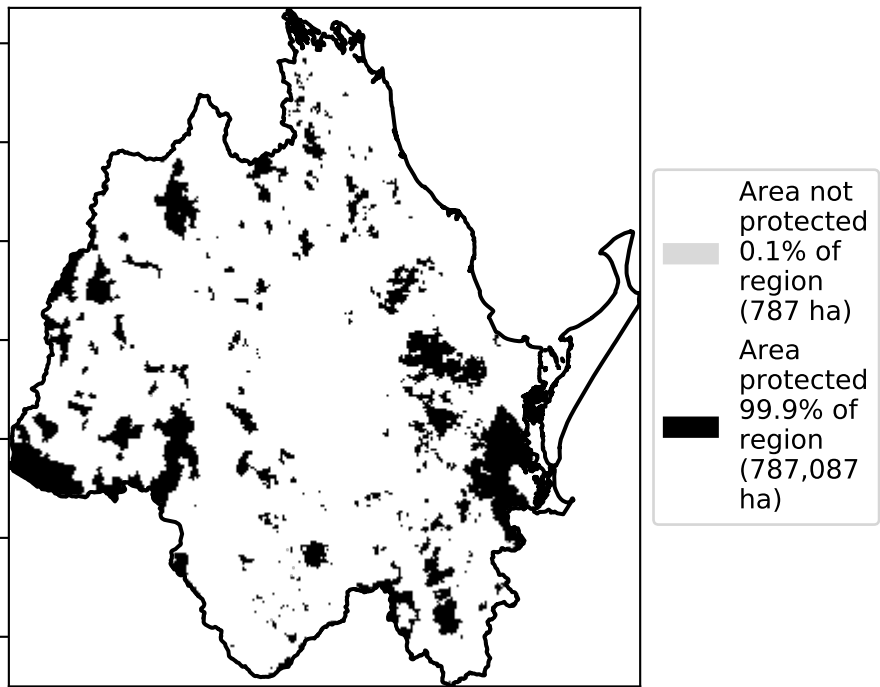 Area not
protected
0.1% of
region
(787 ha)
Area
protected
99.9% of
region
(787,087
ha)